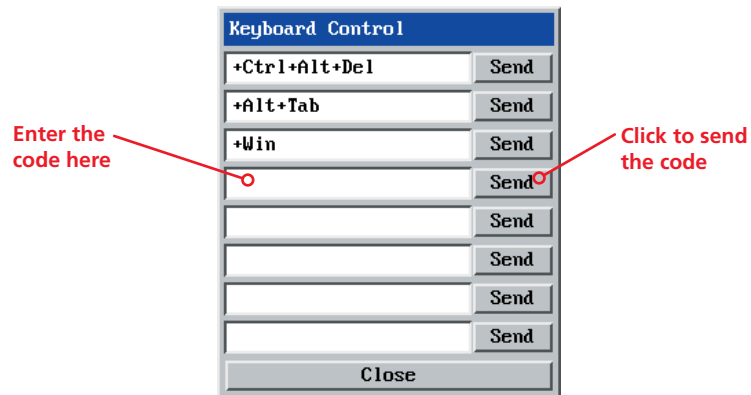 Keyboard Control
+Ctrl+Alt+Del Send
+Alt+Tab Send
Enter the
code here
+Win Send
Click to send
the code
Send
Send
Send
Send
Send
Close